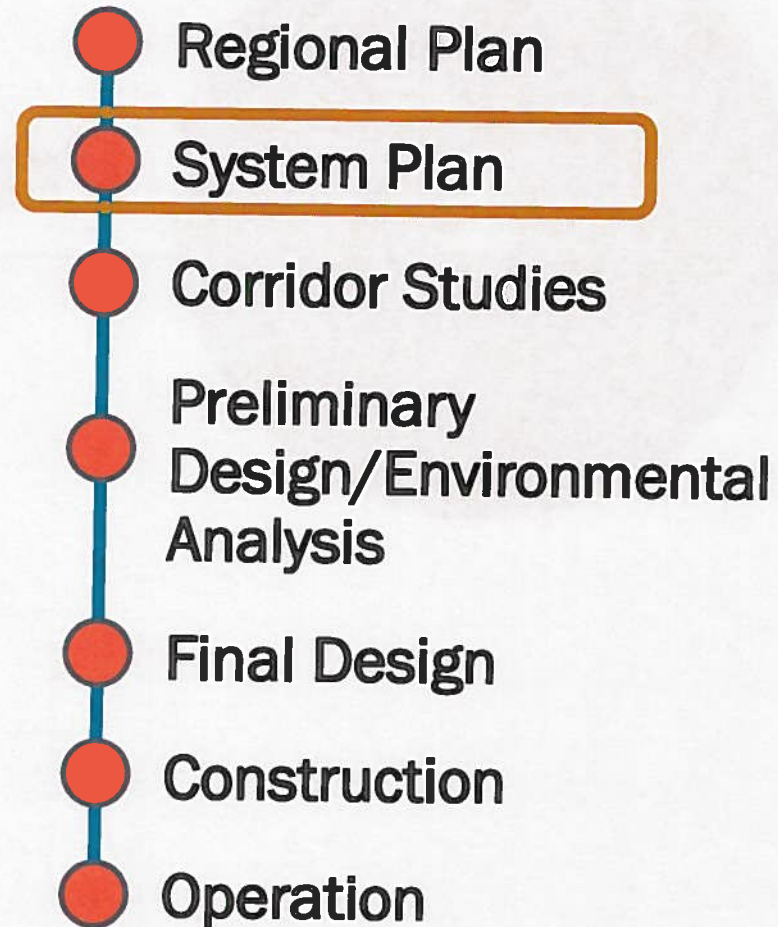 Regional Plan
System Plan
Corridor Studies
Preliminary
Design/Environmental
Analysis
Final Design
Construction
Operation